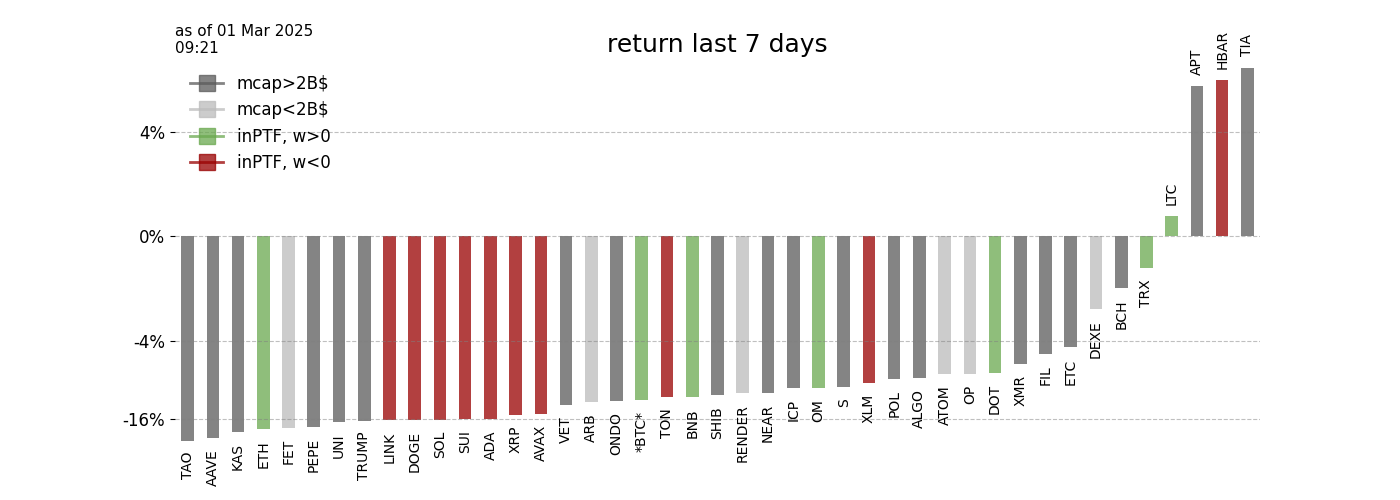 as of 01 Mar 2025
09:21
return last 7 days
mcap>2B$
mcap<2B$
inPTF, w>0
inPTF, w<0
4%
0%
-4%
-16%
TAO
AAVE
KAS
ETH
FET
PEPE
UNI
TRUMP
LINK
DOGE
SOL
SUI
ADA
XRP
AVAX
VET
ARB
ONDO
*BTC*
TON
BNB
SHIB
RENDER
NEAR
ICP
OM
S
XLM
POL
ALGO
ATOM
OP
DOT
XMR
FIL
ETC
DEXE
BCH
TRX
LTC
APT
HBAR
TIA